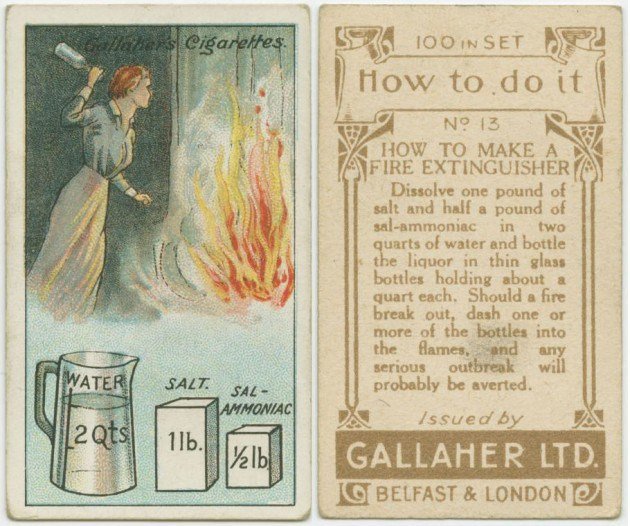 Gallaher's Cigarettes.
WATER
2 Qts
SALT.
1 lb.
SAL-
AMMONIAC
½ lb
100 IN SET
How to do it
No 13
HOW TO MAKE A
FIRE EXTINGUISHER
Dissolve one pound of
salt and half a pound of
sal-ammoniac in two
quarts of water and bottle
the liquor in thin glass
bottles holding about a
quart each. Should a fire
break out, dash one or
more of the bottles into
the flames, and any
serious outbreak will
probably be averted.
Issued by
GALLAHER LTD.
BELFAST & LONDON